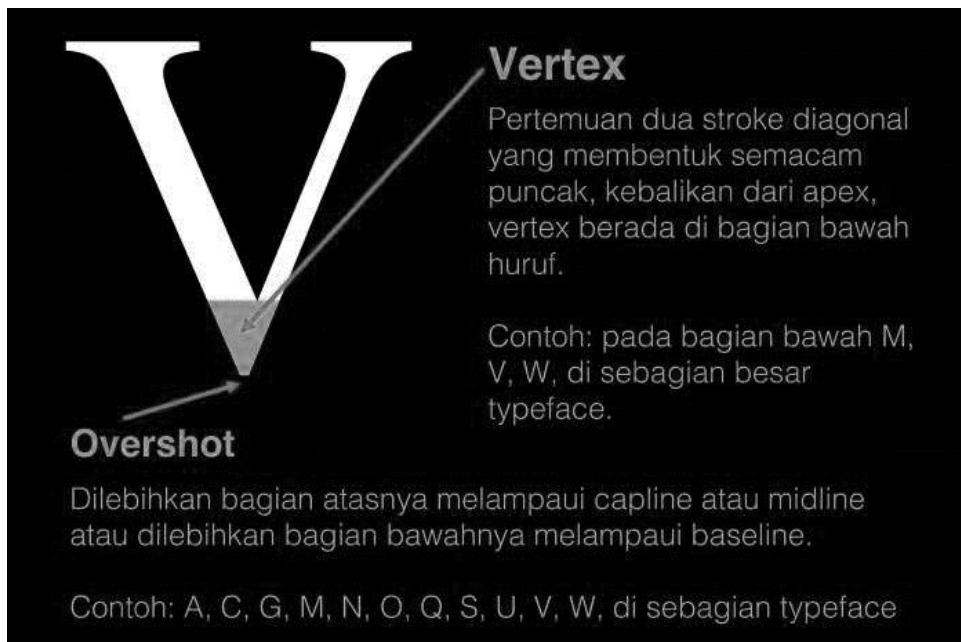 V
Vertex
Pertemuan dua stroke diagonal
yang membentuk semacam
puncak, kebalikan dari apex,
vertex berada di bagian bawah
huruf.
Contoh: pada bagian bawah M,
V, W, di sebagian besar
typeface.
Overshot
Dilebihkan bagian atasnya melampaui capline atau midline
atau dilebihkan bagian bawahnya melampaui baseline.
Contoh: A, C, G, M, N, O, Q, S, U, V, W, di sebagian typeface